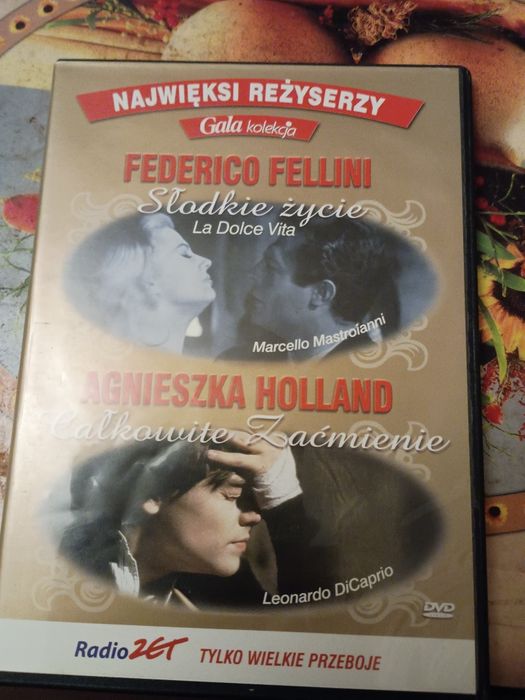 NAJWIĘKSI REŻYSERZY
Gala kolekcja
FEDERICO FELLINI
Słodkie życie
La Dolce Vita
Marcello Mastroianni
AGNIESZKA HOLLAND
Całkowite Zaćmienie
Leonardo DiCaprio
DVD
Radio ZET TYLKO WIELKIE PRZEBOJE